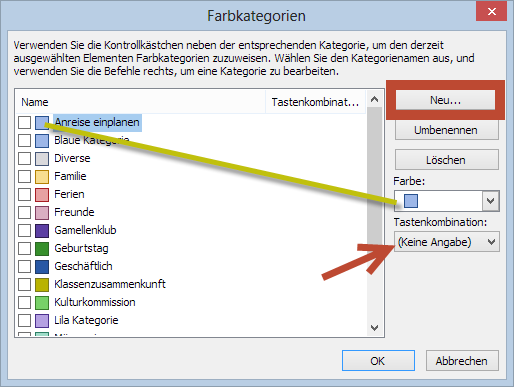 Farbkategorien
Verwenden Sie die Kontrollkästchen neben der entsprechenden Kategorie, um den derzeit
ausgewählten Elementen Farbkategorien zuzuweisen. Wählen Sie den Kategorienamen aus, und
verwenden Sie die Befehle rechts, um eine Kategorie zu bearbeiten.
Name Tastenkombinat...
Anreise einplanen
Blaue Kategorie
Diverse
Familie
Ferien
Freunde
Gamellenklub
Geburtstag
Geschäftlich
Klassenzusammenkunft
Kulturkommission
Lila Kategorie
Neu...
Umbenennen
Löschen
Farbe:
Tastenkombination:
(Keine Angabe)
OK
Abbrechen